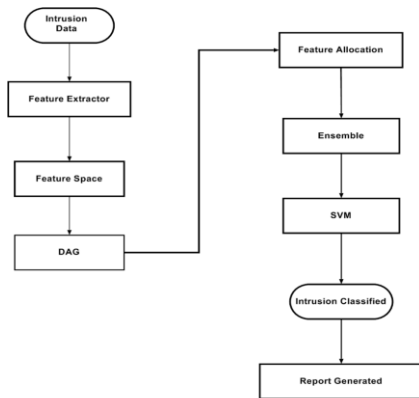 Intrusion
Data
Feature Extractor
Feature Space
DAG
Feature Allocation
Ensemble
SVM
Intrusion Classified
Report Generated